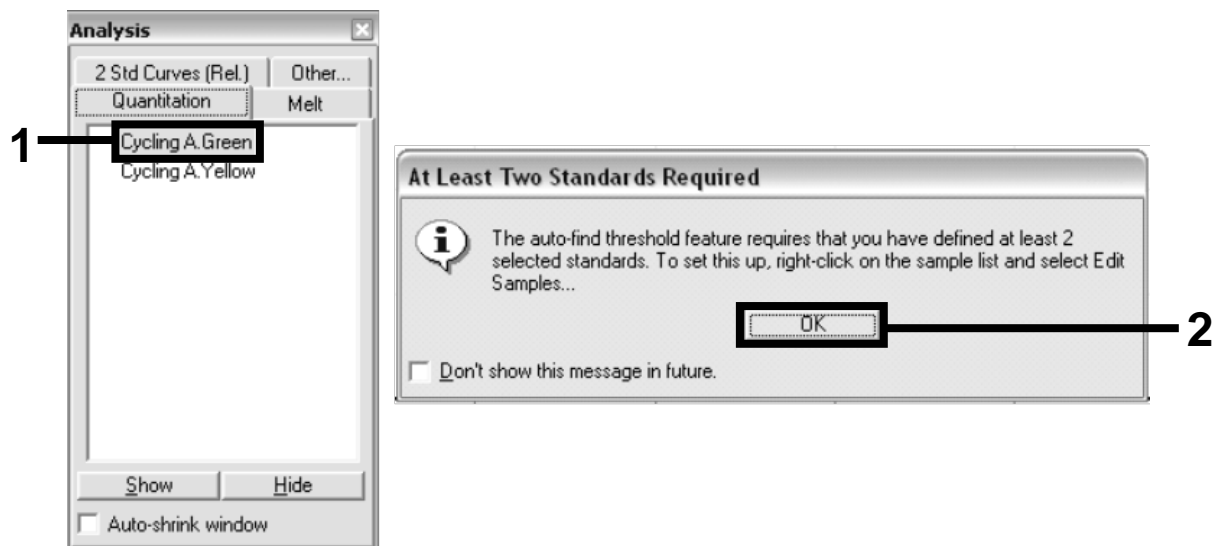 Analysis
2 Std Curves (Rel.) Other...
Quantitation Melt
1
Cycling A.Green
Cycling A.Yellow
Show Hide
Auto-shrink window
At Least Two Standards Required
The auto-find threshold feature requires that you have defined at least 2
selected standards. To set this up, right-click on the sample list and select Edit
Samples...
OK
2
Don't show this message in future.